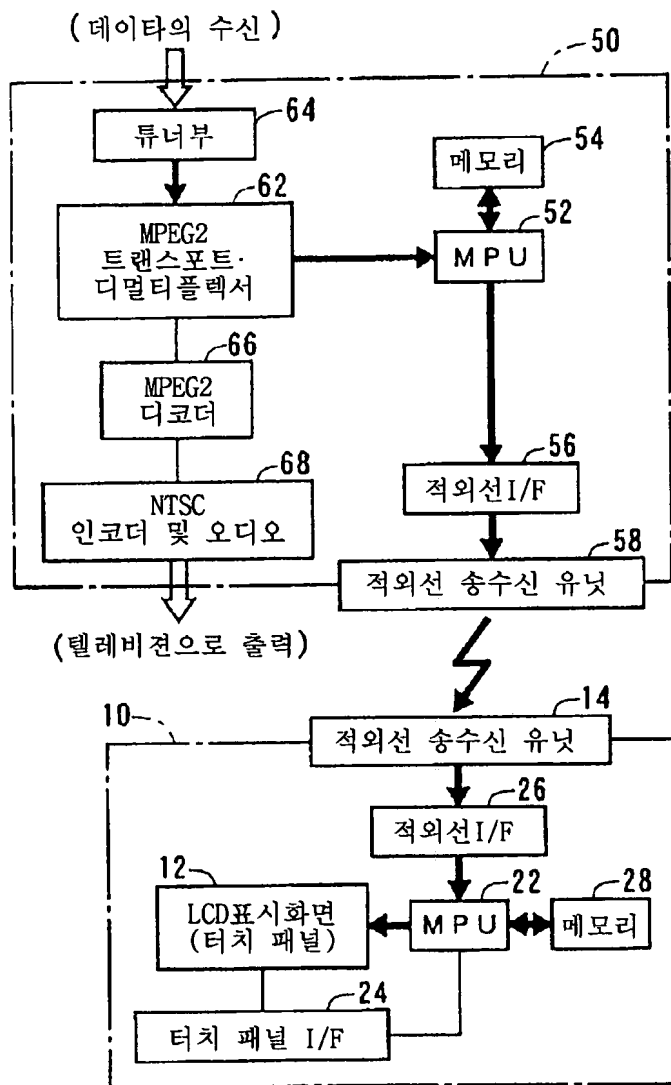 (데이타의 수신)
50
64
튜너부
54
메모리
62
52
MPEG2
트랜스포트·
디멀티플렉서
MPU
66
MPEG2
디코더
56
적외선I/F
68
NTSC
인코더 및 오디오
58
적외선 송수신 유닛
(텔레비젼으로 출력)
10
14
적외선 송수신 유닛
26
적외선I/F
12
22
28
LCD표시화면
(터치 패널)
MPU
메모리
24
터치 패널 I/F